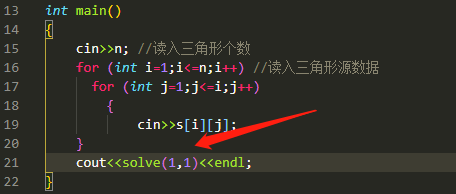 13 int main()
14 {
15 cin>>n; //读入三角形个数
16 for (int i=1;i<=n;i++) //读入三角形源数据
17 for (int j=1;j<=i;j++)
18 {
19 cin>>s[i][j];
20 }
21 cout<<solve(1,1)<<endl;
22 }